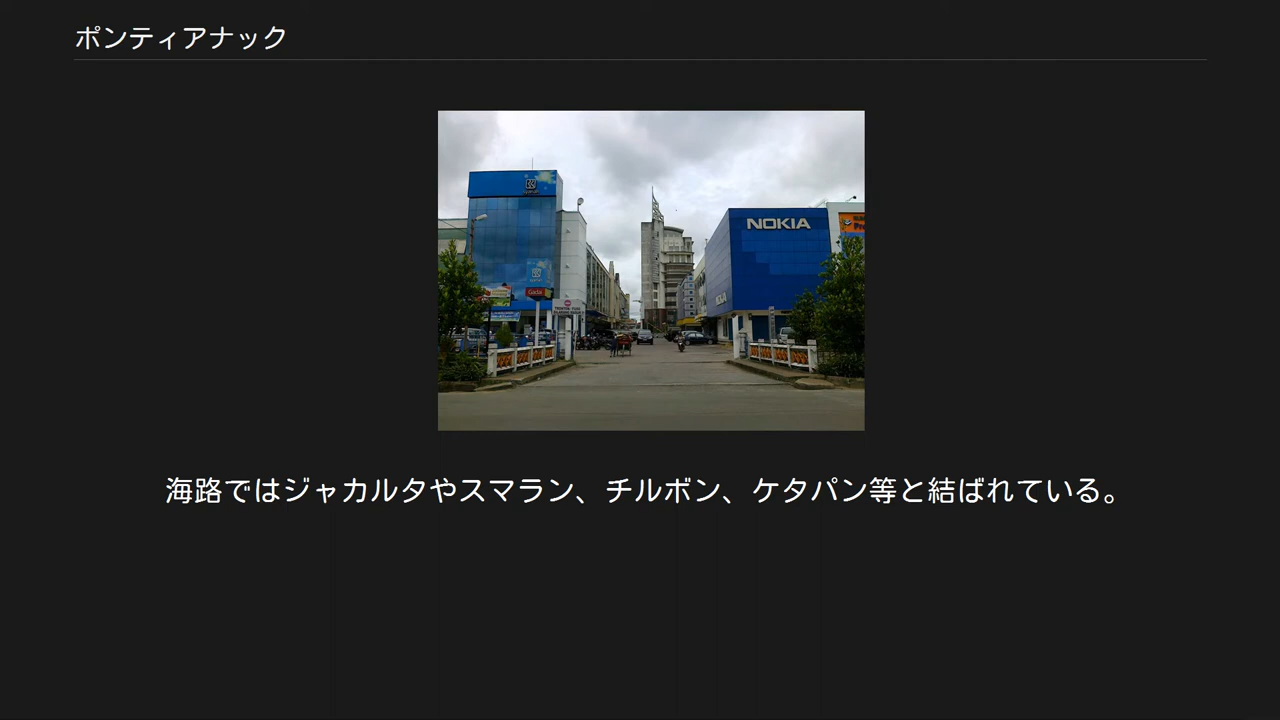 ポンティアナック
NOKIA
Gadai
海路ではジャカルタやスマラン、チルボン、ケタパン等と結ばれている。